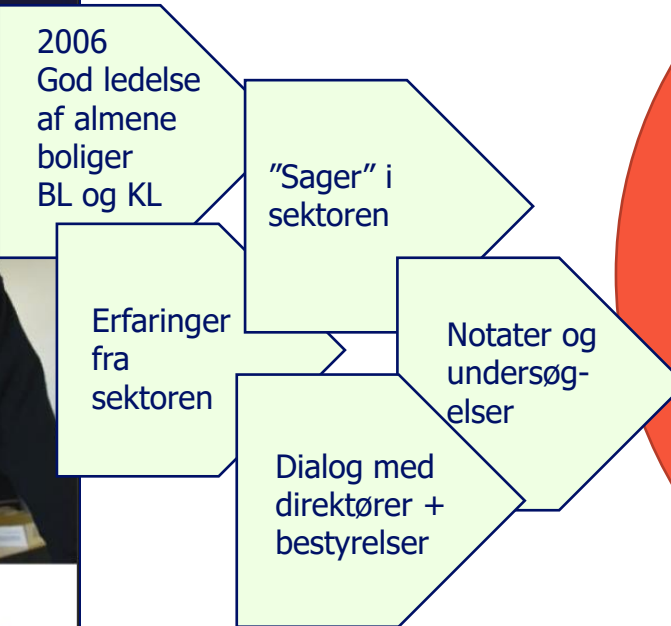 2006
God ledelse
af almene
boliger
BL og KL
”Sager” i
sektoren
Erfaringer
fra
sektoren
Notater og
undersøg-
elser
Dialog med
direktører +
bestyrelser